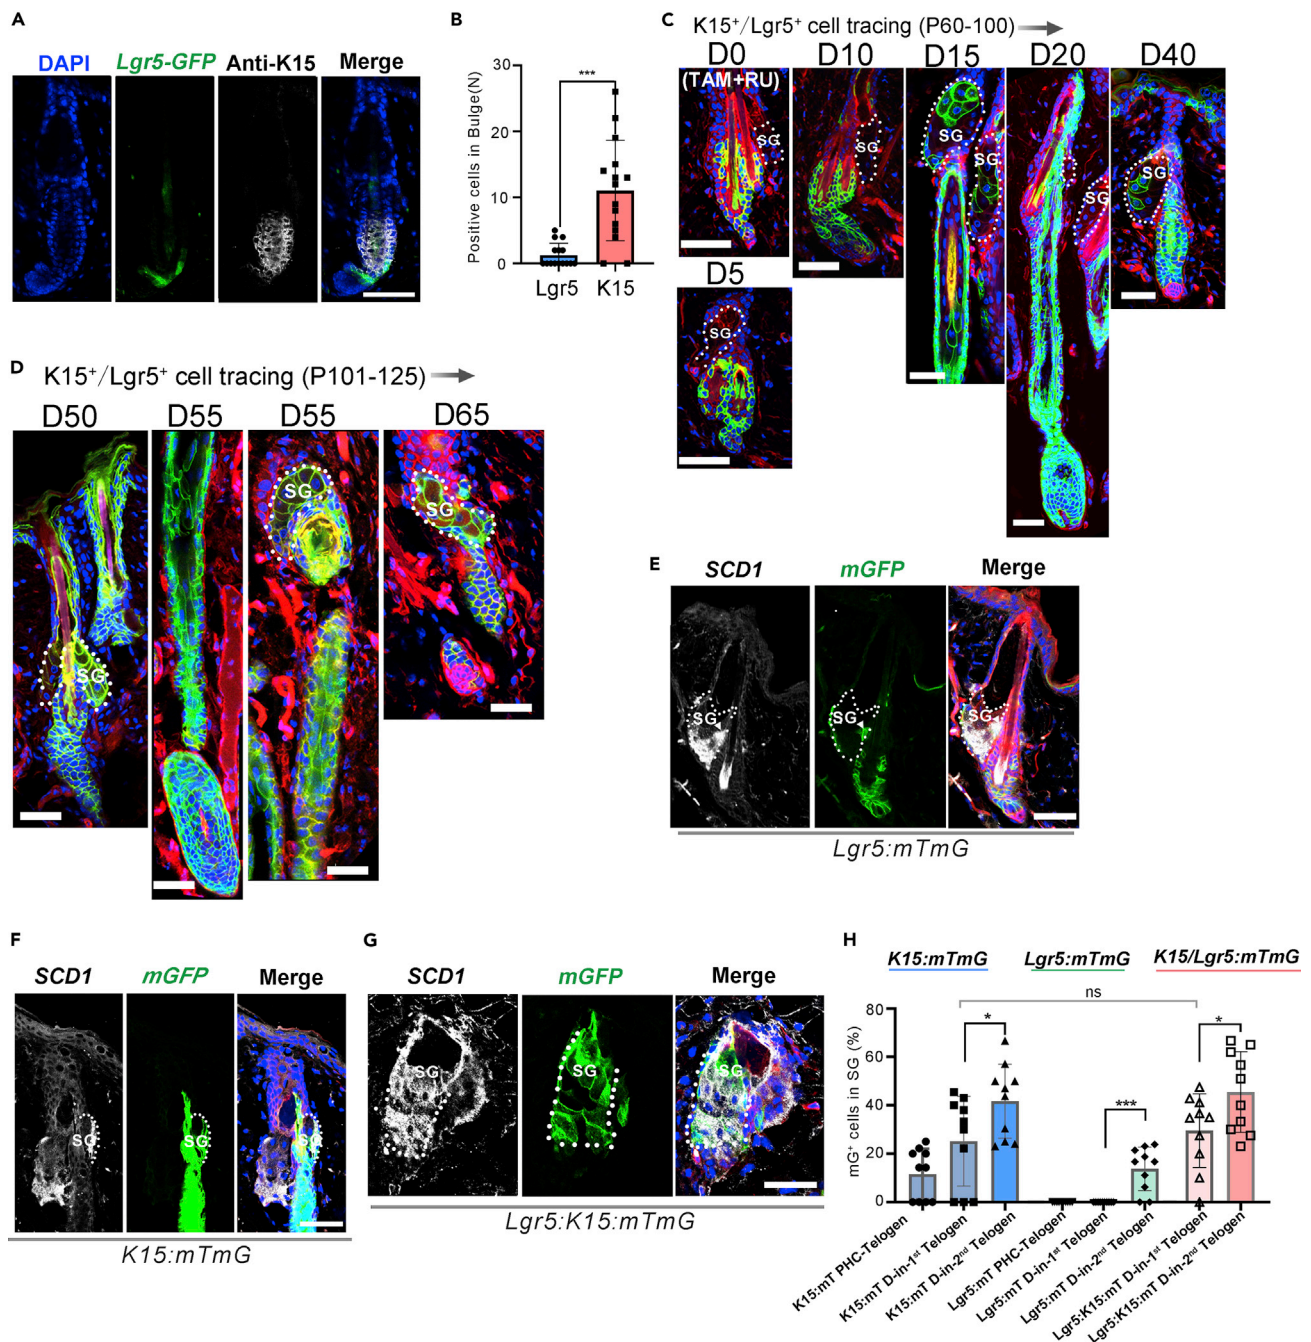 A
DAPI Lgr5-GFP Anti-K15 Merge
B
Positive cells in Bulge(N)
30
20
10
0
***
Lgr5 K15
C
K15+/Lgr5+ cell tracing (P60-100)
D0 D10 D15 D20 D40
(TAM+RU)
SG
SG
SG
SG
SG
SG
SG
D5
SG
D
K15+/Lgr5+ cell tracing (P101-125)
D50 D55 D55 D65
SG
SG
SG
E
SCD1 mGFP Merge
SG SG SG
Lgr5:mTmG
F
SCD1 mGFP Merge
SG SG SG
K15:mTmG
G
SCD1 mGFP Merge
SG SG SG
Lgr5:K15:mTmG
H
K15:mTmG Lgr5:mTmG K15/Lgr5:mTmG
ns
* *** *
mG+ cells in SG (%)
80
60
40
20
0
K15:mT PHC-Telogen
K15:mT D-in-1st Telogen
K15:mT D-in-2nd Telogen
Lgr5:mT PHC-Telogen
Lgr5:mT D-in-1st Telogen
Lgr5:mT D-in-2nd Telogen
Lgr5:K15:mT D-in-1st Telogen
Lgr5:K15:mT D-in-2nd Telogen